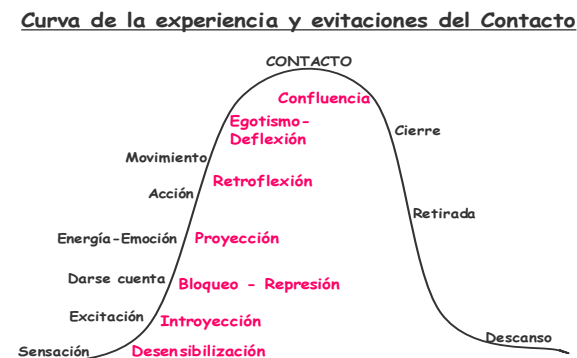 Curva de la experiencia y evitaciones del Contacto
CONTACTO
Confluencia
Egotismo-
Deflexión
Cierre
Movimiento
Retroflexión
Acción
Retirada
Energía-Emoción
Proyección
Darse cuenta
Bloqueo - Represión
Excitación
Introyección
Descanso
Sensación
Desensibilización